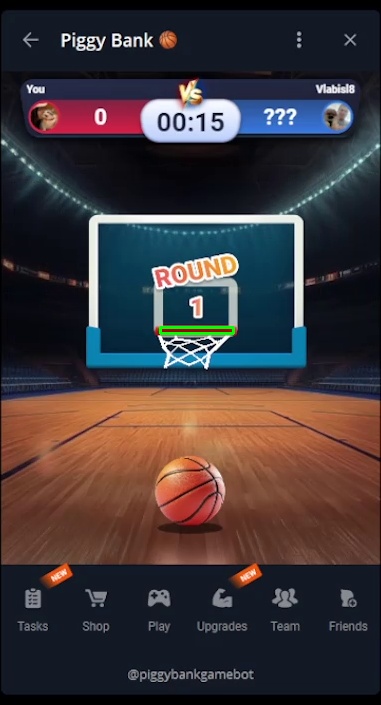 Piggy Bank 🏀
You
VS
Vlabisl8
0
00:15
???
ROUND
1
NEW
NEW
Tasks
Shop
Play
Upgrades
Team
Friends
@piggybankgamebot